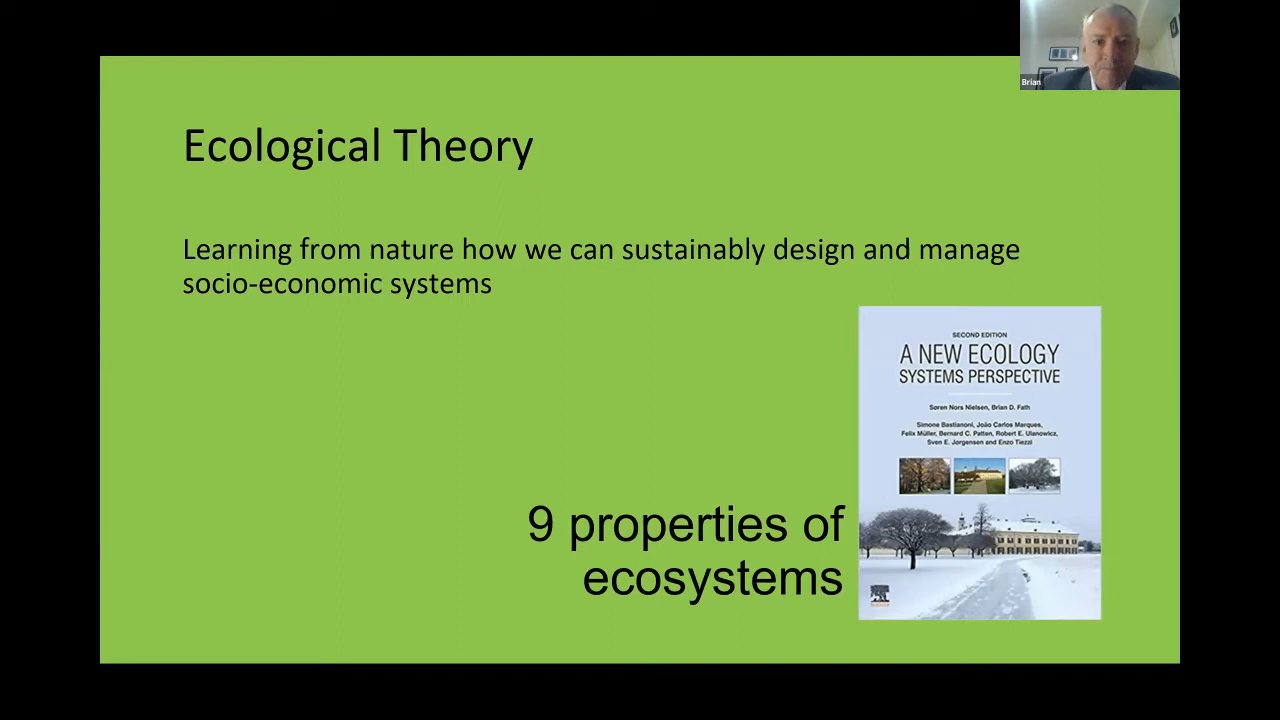 Brian
Ecological Theory
Learning from nature how we can sustainably design and manage
socio-economic systems
SECOND EDITION
A NEW ECOLOGY
SYSTEMS PERSPECTIVE
Søren Nors Nielsen, Brian D. Fath
Simone Bastianoni, João Carlos Marques,
Felix Müller, Bernard C. Patten, Robert E. Ulanowicz,
Sven E. Jørgensen and Enzo Tiezzi
9 properties of
ecosystems
ELSEVIER